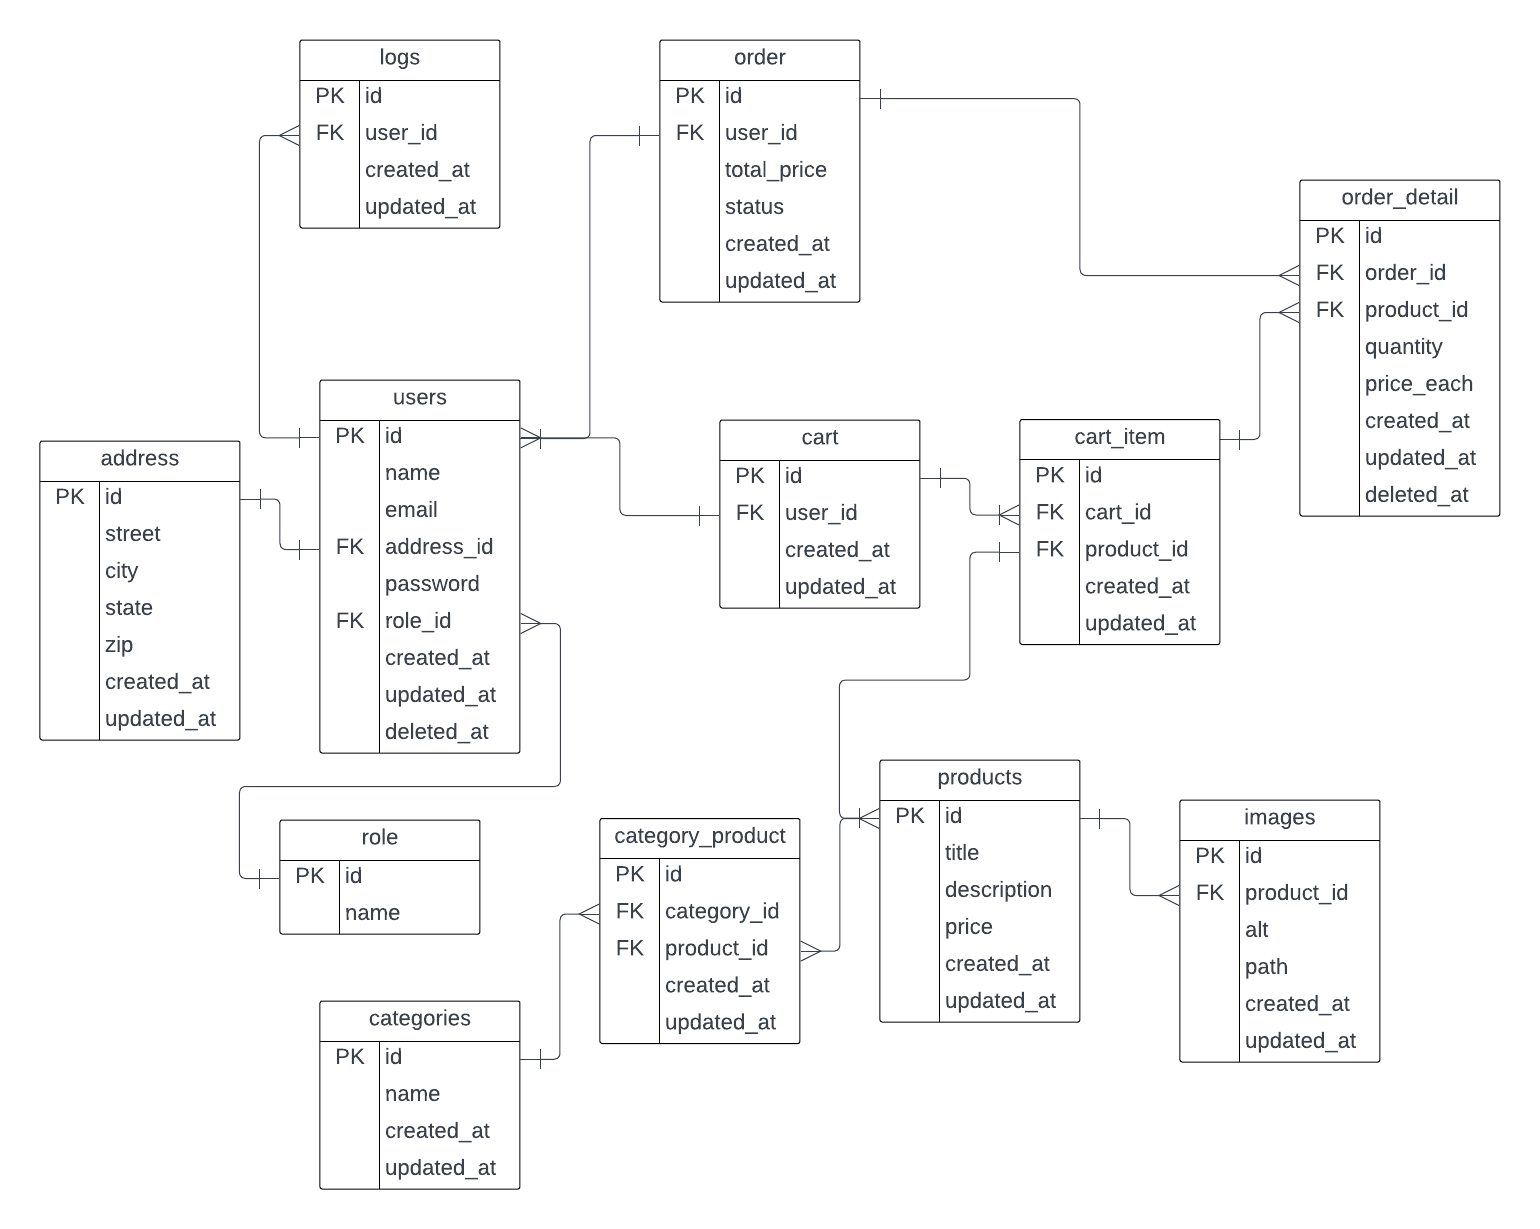 logs
PK id
FK user_id
created_at
updated_at
order
PK id
FK user_id
total_price
status
created_at
updated_at
order_detail
PK id
FK order_id
FK product_id
quantity
price_each
created_at
updated_at
deleted_at
users
PK id
name
email
FK address_id
password
FK role_id
created_at
updated_at
deleted_at
address
PK id
street
city
state
zip
created_at
updated_at
cart
PK id
FK user_id
created_at
updated_at
cart_item
PK id
FK cart_id
FK product_id
created_at
updated_at
role
PK id
name
category_product
PK id
FK category_id
FK product_id
created_at
updated_at
products
PK id
title
description
price
created_at
updated_at
images
PK id
FK product_id
alt
path
created_at
updated_at
categories
PK id
name
created_at
updated_at